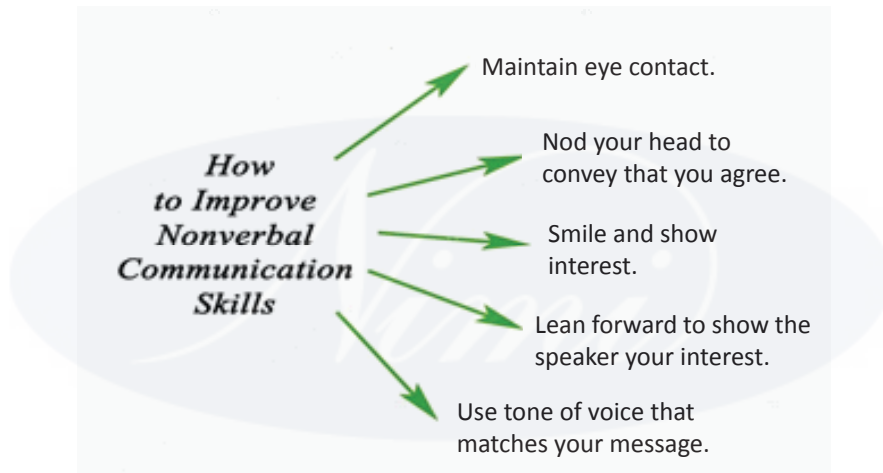 Maintain eye contact.
Nod your head to
convey that you agree.
How
to Improve
Nonverbal
Communication
Skills
Smile and show
interest.
Lean forward to show the
speaker your interest.
Use tone of voice that
matches your message.
Nimi